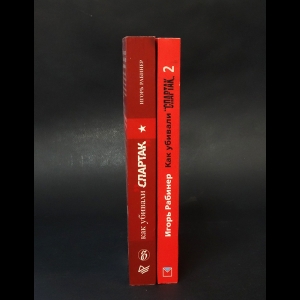 ИГОРЬ РАБИНЕР
как убивали СПАРТАК
Игорь Рабинер Как убивали "СПАРТАК" 2